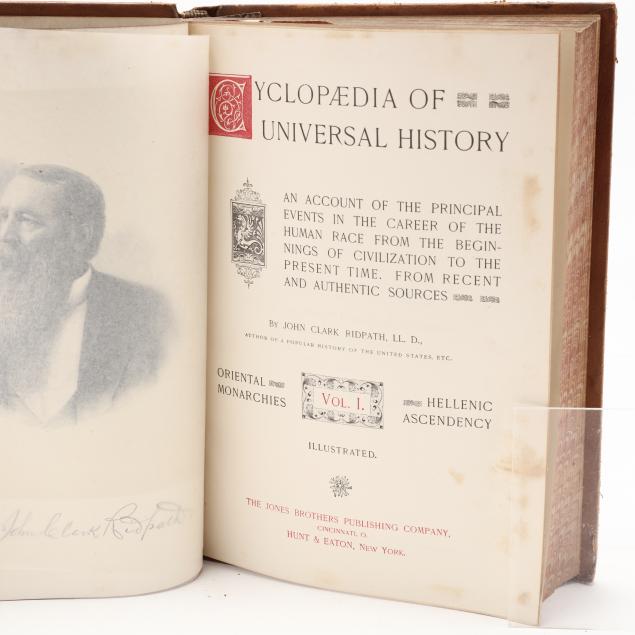 John Clark Ridpath
CYCLOPÆDIA OF
UNIVERSAL HISTORY
AN ACCOUNT OF THE PRINCIPAL
EVENTS IN THE CAREER OF THE
HUMAN RACE FROM THE BEGIN-
NINGS OF CIVILIZATION TO THE
PRESENT TIME. FROM RECENT
AND AUTHENTIC SOURCES
BY JOHN CLARK RIDPATH, LL. D.,
AUTHOR OF A POPULAR HISTORY OF THE UNITED STATES, ETC.
ORIENTAL
MONARCHIES
VOL. I.
HELLENIC
ASCENDENCY
ILLUSTRATED.
THE JONES BROTHERS PUBLISHING COMPANY,
CINCINNATI, O.
HUNT & EATON, NEW YORK.